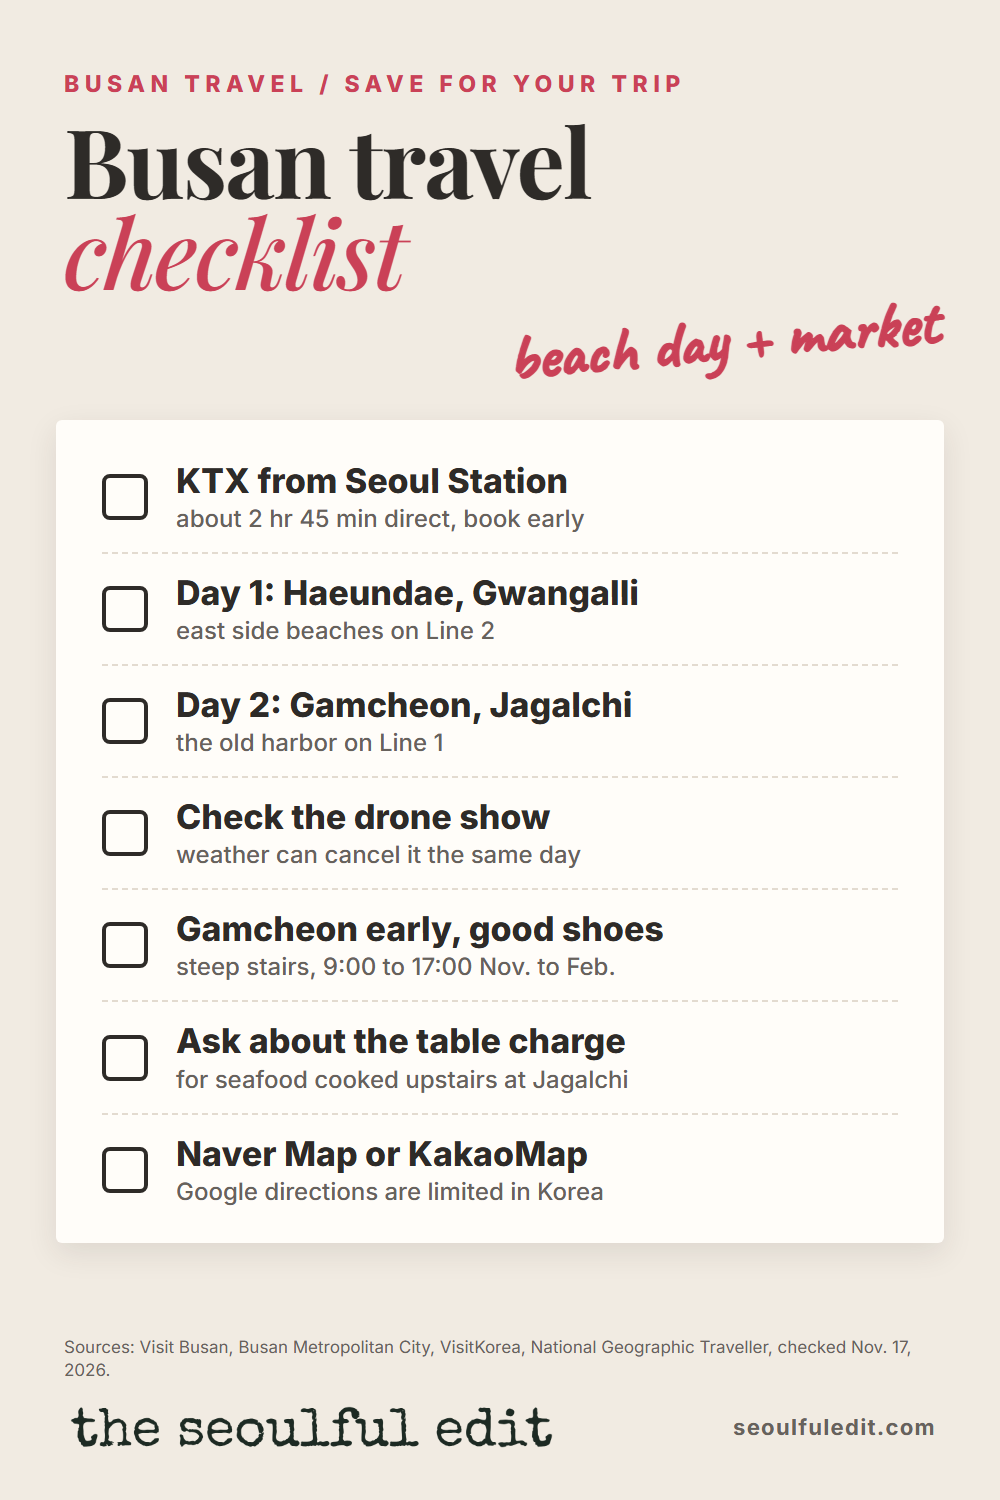 BUSAN TRAVEL / SAVE FOR YOUR TRIP
Busan travel
checklist
beach day + market
KTX from Seoul Station
about 2 hr 45 min direct, book early
Day 1: Haeundae, Gwangalli
east side beaches on Line 2
Day 2: Gamcheon, Jagalchi
the old harbor on Line 1
Check the drone show
weather can cancel it the same day
Gamcheon early, good shoes
steep stairs, 9:00 to 17:00 Nov. to Feb.
Ask about the table charge
for seafood cooked upstairs at Jagalchi
Naver Map or KakaoMap
Google directions are limited in Korea
Sources: Visit Busan, Busan Metropolitan City, VisitKorea, National Geographic Traveller, checked Nov. 17,
2026.
the seoulful edit
seoulfuledit.com